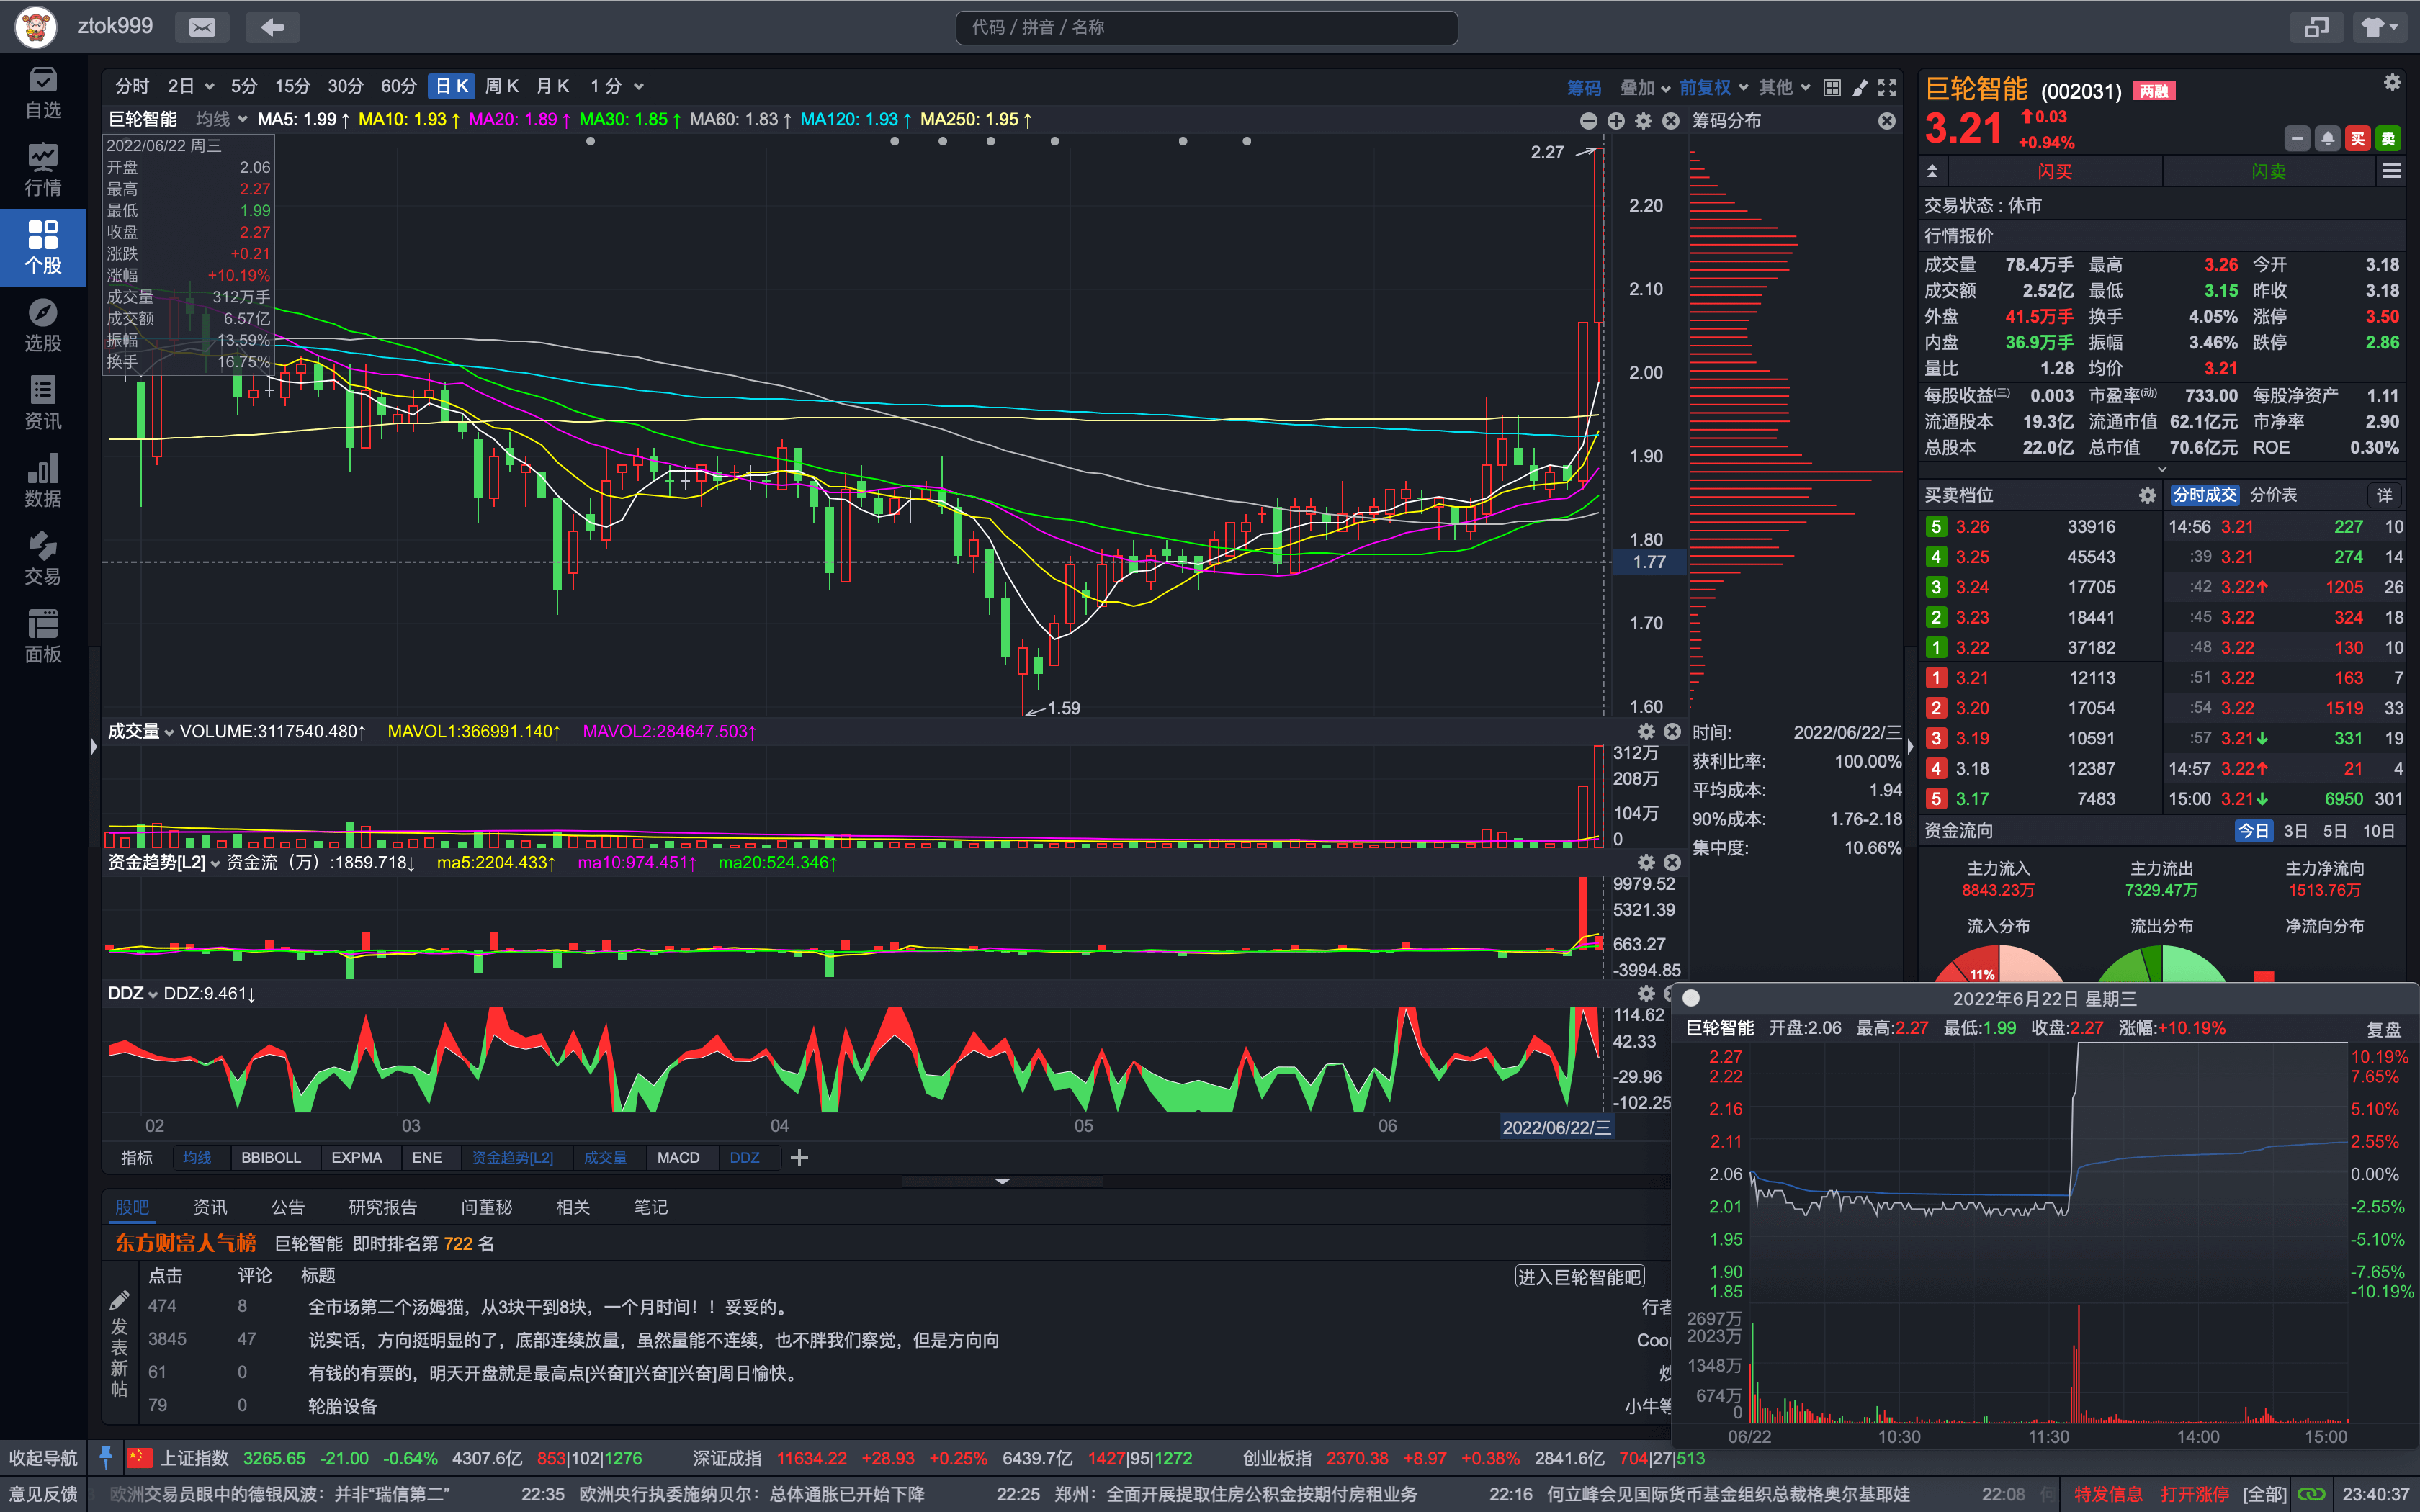 ztok999
代码 / 拼音 / 名称
自选
行情
个股
选股
资讯
数据
交易
面板
分时 2日 5分 15分 30分 60分 日K 周K 月K 1分
筹码 叠加 前复权 其他
巨轮智能 均线 MA5: 1.99↑ MA10: 1.93↑ MA20: 1.89↑ MA30: 1.85↑ MA60: 1.83↑ MA120: 1.93↑ MA250: 1.95↑
筹码分布
2022/06/22 周三
开盘 2.06
最高 2.27
最低 1.99
收盘 2.27
涨跌 +0.21
涨幅 +10.19%
成交量 312万手
成交额 6.57亿
振幅 13.59%
换手 16.75%
2.27
2.20
2.10
2.00
1.90
1.80
1.77
1.70
1.60
1.59
成交量 VOLUME:3117540.480↑ MAVOL1:366991.140↑ MAVOL2:284647.503↑
312万
208万
104万
0
资金趋势[L2] 资金流（万）:1859.718↓ ma5:2204.433↑ ma10:974.451↑ ma20:524.346↑
9979.52
5321.39
663.27
-3994.85
DDZ DDZ:9.461↓
114.62
42.33
-29.96
-102.25
02 03 04 05 06 2022/06/22/三
时间: 2022/06/22/三
获利比率: 100.00%
平均成本: 1.94
90%成本: 1.76-2.18
集中度: 10.66%
指标 均线 BBIBOLL EXPMA ENE 资金趋势[L2] 成交量 MACD DDZ
股吧 资讯 公告 研究报告 问董秘 相关 笔记
东方财富人气榜 巨轮智能 即时排名第 722 名
点击 评论 标题
进入巨轮智能吧
发表新帖
474 8 全市场第二个汤姆猫，从3块干到8块，一个月时间！！妥妥的。 行者
3845 47 说实话，方向挺明显的了，底部连续放量，虽然量能不连续，也不胖我们察觉，但是方向向
61 0 有钱的有票的，明天开盘就是最高点[兴奋][兴奋][兴奋]周日愉快。
79 0 轮胎设备 小牛等
巨轮智能 (002031) 两融
3.21 0.03
+0.94%
买 卖
闪买 闪卖
交易状态 : 休市
行情报价
成交量 78.4万手 最高 3.26 今开 3.18
成交额 2.52亿 最低 3.15 昨收 3.18
外盘 41.5万手 换手 4.05% 涨停 3.50
内盘 36.9万手 振幅 3.46% 跌停 2.86
量比 1.28 均价 3.21
每股收益(三) 0.003 市盈率(动) 733.00 每股净资产 1.11
流通股本 19.3亿 流通市值 62.1亿元 市净率 2.90
总股本 22.0亿 总市值 70.6亿元 ROE 0.30%
买卖档位 分时成交 分价表 详
5 3.26 33916 14:56 3.21 227 10
4 3.25 45543 :39 3.21 274 14
3 3.24 17705 :42 3.22↑ 1205 26
2 3.23 18441 :45 3.22 324 18
1 3.22 37182 :48 3.22 130 10
1 3.21 12113 :51 3.22 163 7
2 3.20 17054 :54 3.22 1519 33
3 3.19 10591 :57 3.21↓ 331 19
4 3.18 12387 14:57 3.22↑ 21 4
5 3.17 7483 15:00 3.21↓ 6950 301
资金流向 今日 3日 5日 10日
主力流入 主力流出 主力净流向
8843.23万 7329.47万 1513.76万
流入分布 流出分布 净流向分布
11%
2022年6月22日 星期三
巨轮智能 开盘:2.06 最高:2.27 最低:1.99 收盘:2.27 涨幅:+10.19% 复盘
2.27 10.19%
2.22 7.65%
2.16 5.10%
2.11 2.55%
2.06 0.00%
2.01 -2.55%
1.95 -5.10%
1.90 -7.65%
1.85 -10.19%
2697万
2023万
1348万
674万
0
06/22 10:30 11:30 14:00 15:00
收起导航 上证指数 3265.65 -21.00 -0.64% 4307.6亿 853|102|1276 深证成指 11634.22 +28.93 +0.25% 6439.7亿 1427|95|1272 创业板指 2370.38 +8.97 +0.38% 2841.6亿 704|27|513
意见反馈 欧洲交易员眼中的德银风波：并非“瑞信第二” 22:35 欧洲央行执委施纳贝尔：总体通胀已开始下降 22:25 郑州：全面开展提取住房公积金按期付房租业务 22:16 何立峰会见国际货币基金组织总裁格奥尔基耶娃 22:08 特发信息 打开涨停 [全部] 23:40:37